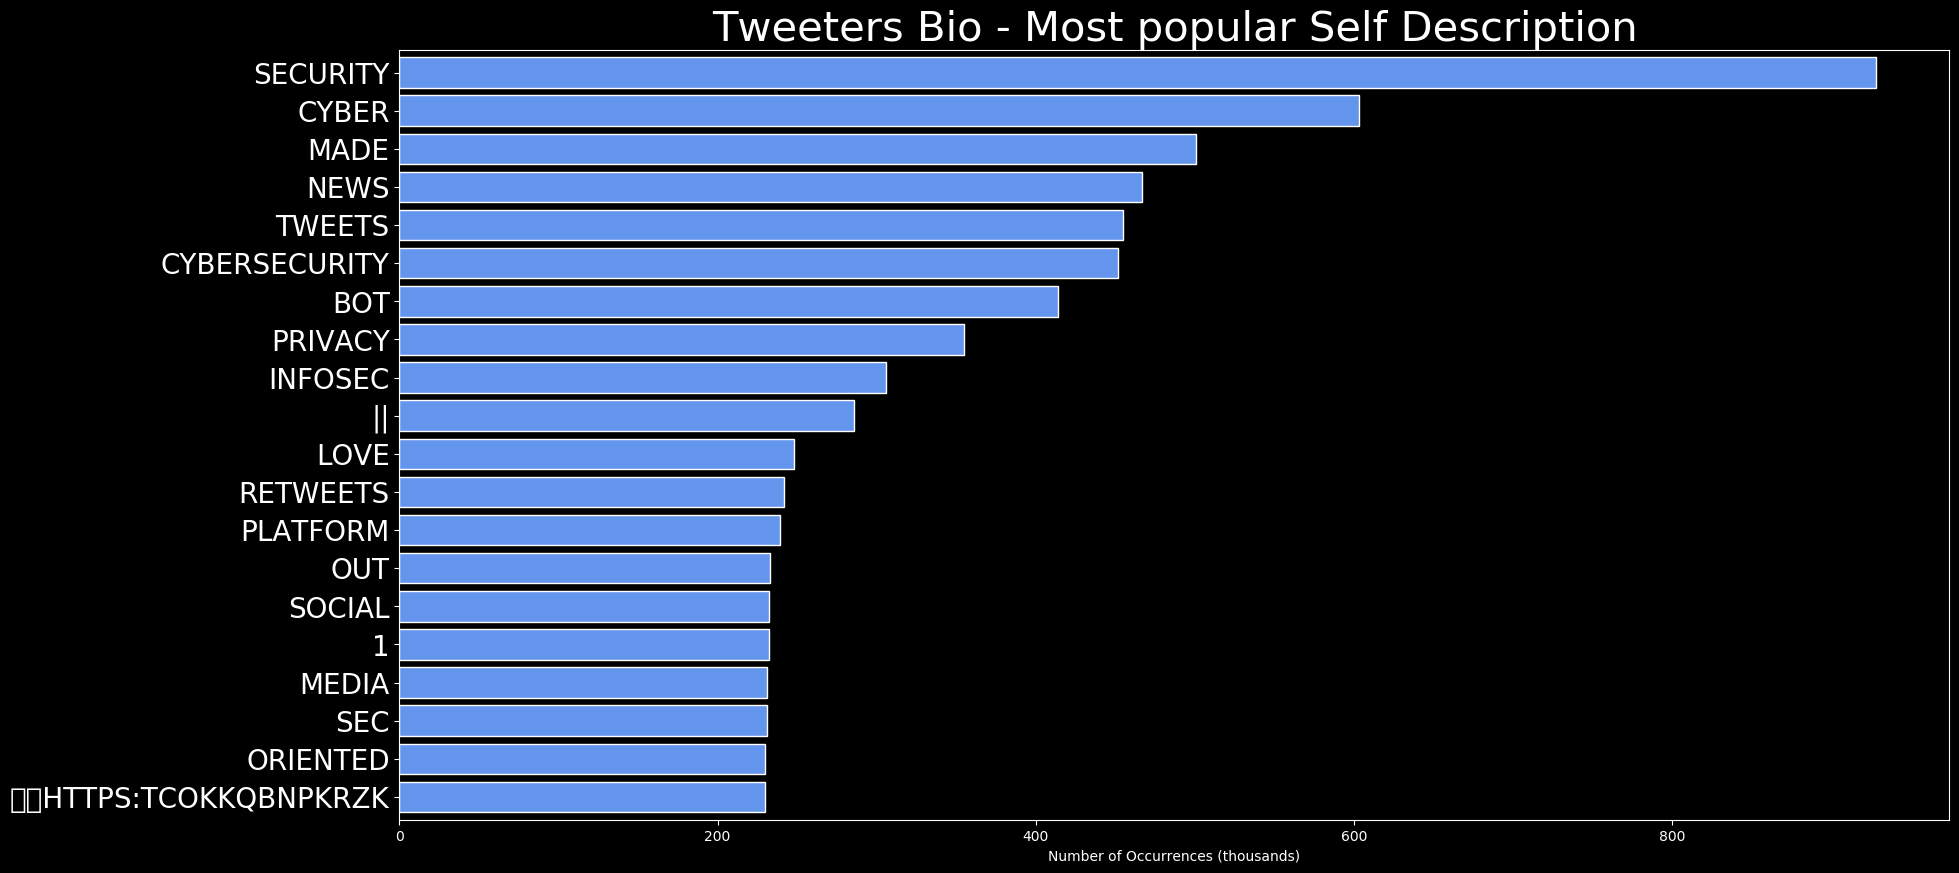 Tweeters Bio - Most popular Self Description
SECURITY
CYBER
MADE
NEWS
TWEETS
CYBERSECURITY
BOT
PRIVACY
INFOSEC
||
LOVE
RETWEETS
PLATFORM
OUT
SOCIAL
1
MEDIA
SEC
ORIENTED
HTTPS:TCOKKQBNPKRZK
0 200 400 600 800
Number of Occurrences (thousands)